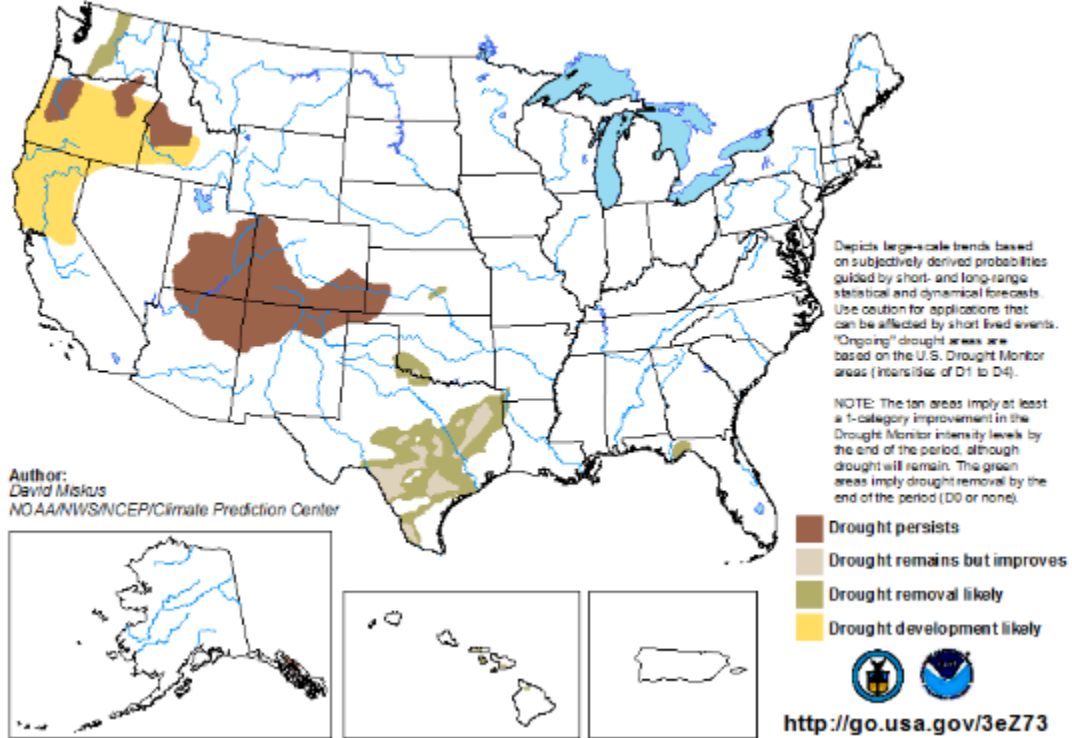 Depicts large-scale trends based
on subjectively derived probabilities
guided by short- and long-range
statistical and dynamical forecasts.
Use caution for applications that
can be affected by short lived events.
"Ongoing" drought areas are
based on the U.S. Drought Monitor
areas (intensities of D1 to D4).
NOTE: The tan areas imply at least
a 1-category improvement in the
Drought Monitor intensity levels by
the end of the period, although
drought will remain. The green
areas imply drought removal by the
end of the period (D0 or none).
Author:
David Miskus
NOAA/NWS/NCEP/Climate Prediction Center
Drought persists
Drought remains but improves
Drought removal likely
Drought development likely
http://go.usa.gov/3eZ73